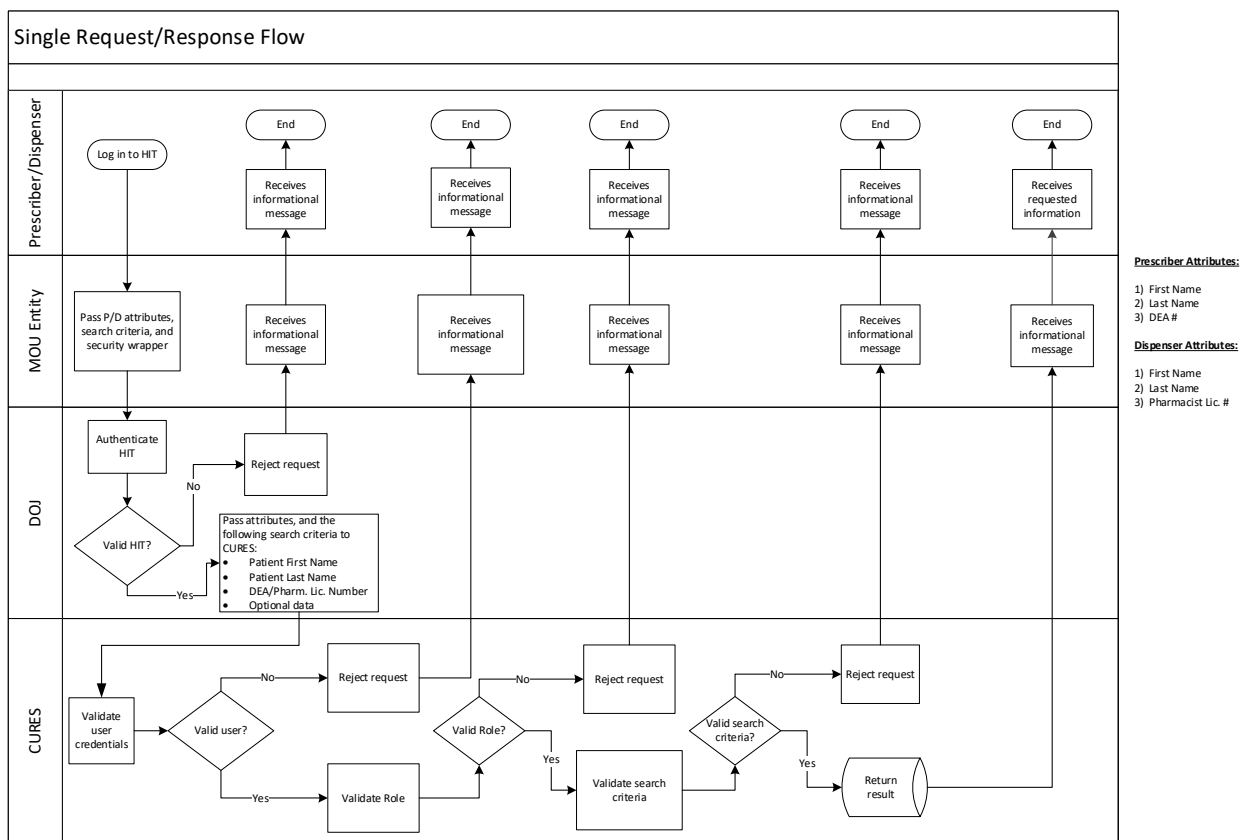 Single Request/Response Flow
Prescriber/Dispenser
Log in to HIT
End
End
End
End
End
Receives
informational
message
Receives
informational
message
Receives
informational
message
Receives
informational
message
Receives
requested
information
MOU Entity
Pass P/D attributes,
search criteria, and
security wrapper
Receives
informational
message
Receives
informational
message
Receives
informational
message
Receives
informational
message
Receives
informational
message
Prescriber Attributes:
1) First Name
2) Last Name
3) DEA #
Dispenser Attributes:
1) First Name
2) Last Name
3) Pharmacist Lic. #
DOJ
Authenticate
HIT
Reject request
No
Valid HIT?
Yes
Pass attributes, and the
following search criteria to
CURES:
• Patient First Name
• Patient Last Name
• DEA/Pharm. Lic. Number
• Optional data
CURES
Validate
user
credentials
Valid user?
No
Reject request
Yes
Validate Role
Valid Role?
No
Reject request
Yes
Validate search
criteria
Valid search
criteria?
No
Reject request
Yes
Return
result